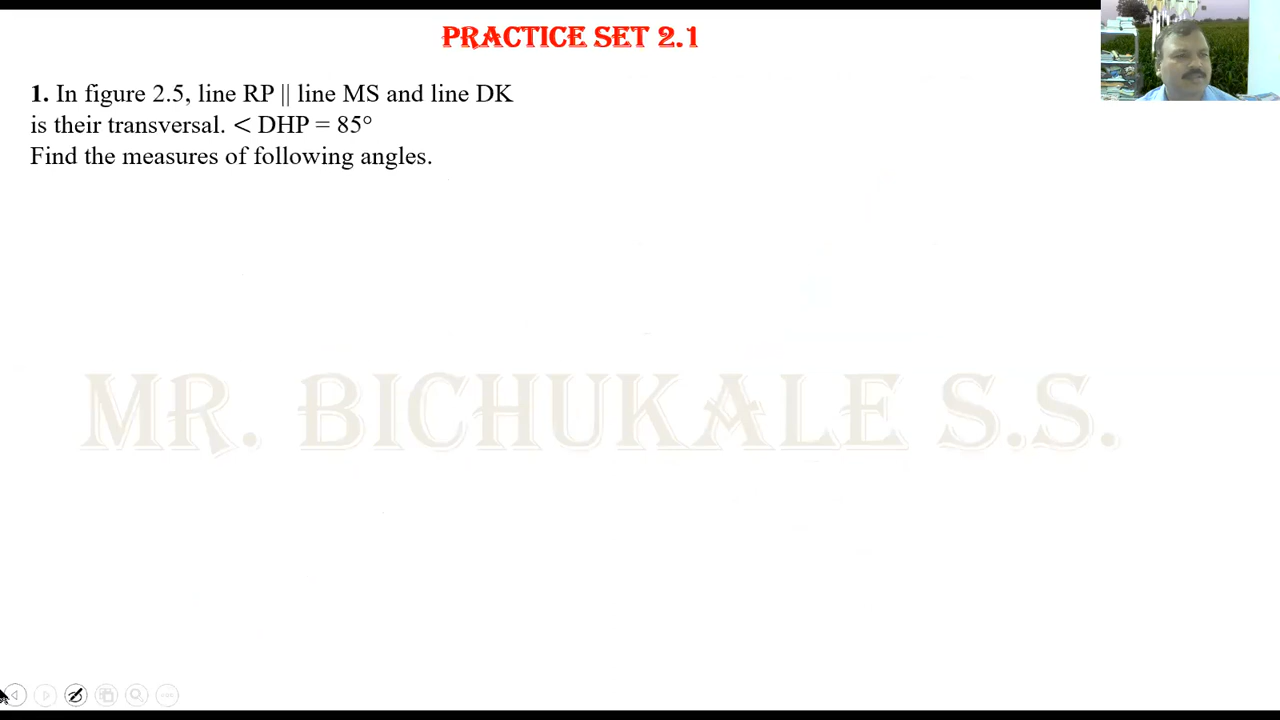 PRACTICE SET 2.1
1. In figure 2.5, line RP || line MS and line DK
is their transversal. < DHP = 85°
Find the measures of following angles.
MR. BICHUKALE S.S.